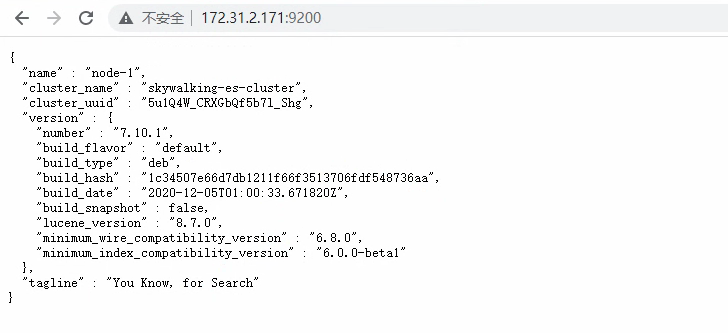 不安全 | 172.31.2.171:9200
{
  "name" : "node-1",
  "cluster_name" : "skywalking-es-cluster",
  "cluster_uuid" : "5u1Q4W_CRXGbQf5b7l_Shg",
  "version" : {
    "number" : "7.10.1",
    "build_flavor" : "default",
    "build_type" : "deb",
    "build_hash" : "1c34507e66d7db1211f66f3513706fdf548736aa",
    "build_date" : "2020-12-05T01:00:33.671820Z",
    "build_snapshot" : false,
    "lucene_version" : "8.7.0",
    "minimum_wire_compatibility_version" : "6.8.0",
    "minimum_index_compatibility_version" : "6.0.0-beta1"
  },
  "tagline" : "You Know, for Search"
}